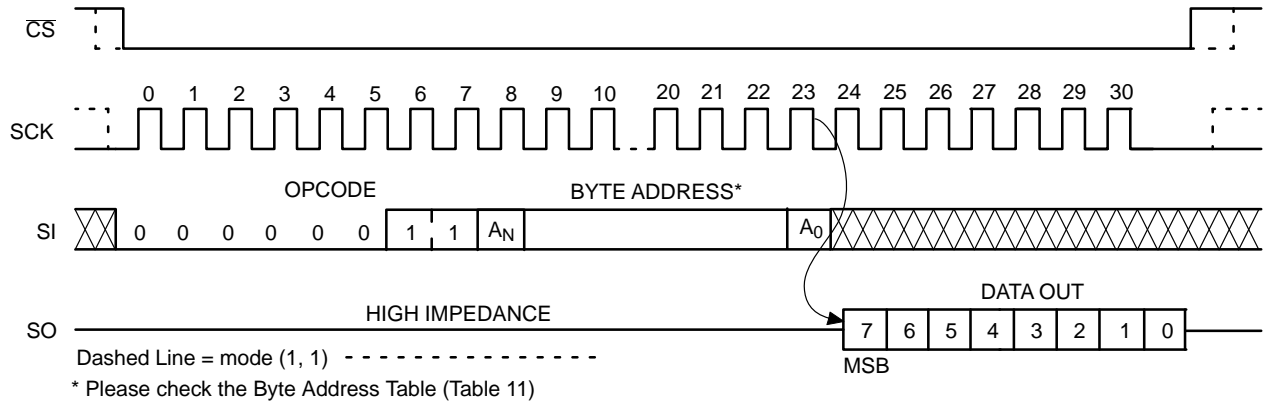 CS
0 1 2 3 4 5 6 7 8 9 10 20 21 22 23 24 25 26 27 28 29 30
SCK
OPCODE BYTE ADDRESS*
SI 0 0 0 0 0 0 1 1 AN A0
DATA OUT
HIGH IMPEDANCE
SO 7 6 5 4 3 2 1 0
Dashed Line = mode (1, 1)
MSB
* Please check the Byte Address Table (Table 11)